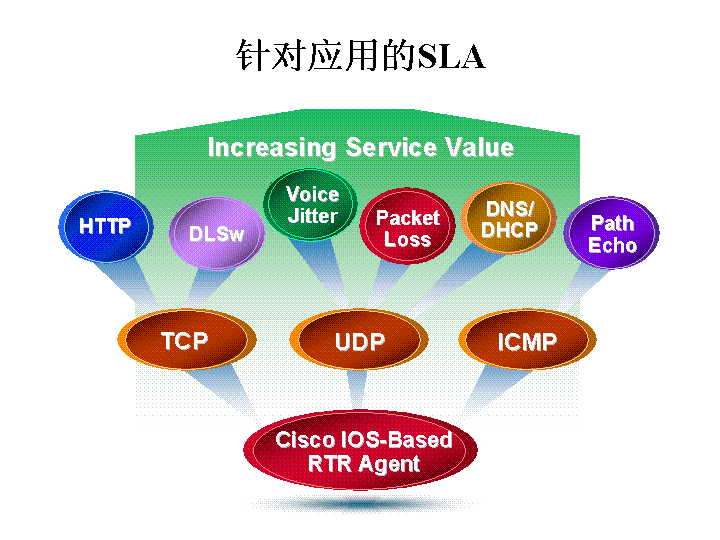 针对应用的SLA
Increasing Service Value
HTTP
DLSw
Voice
Jitter
Packet
Loss
DNS/
DHCP
Path
Echo
TCP
UDP
ICMP
Cisco IOS-Based
RTR Agent